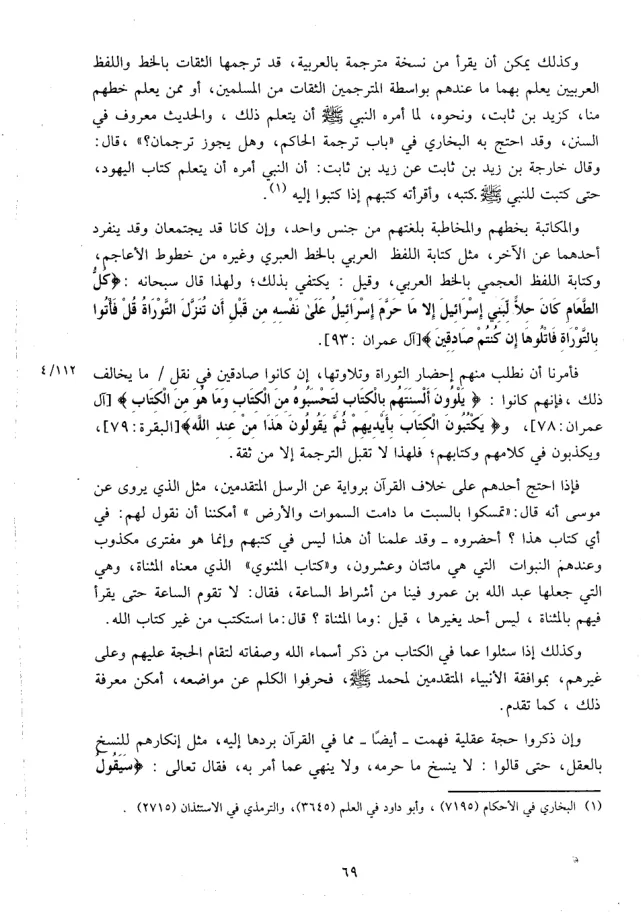 وكذلك يمكن أن يقرأ من نسخة مترجمة بالعربية، قد ترجمها الثقات بالخط واللفظ
العربيين يعلم بهما ما عندهم بواسطة المترجمين الثقات من المسلمين، أو ممن يعلم خطهم
منا، كزيد بن ثابت، ونحوه، لما أمره النبي ﷺ أن يتعلم ذلك ، والحديث معروف في
السنن، وقد احتج به البخاري في «باب ترجمة الحاكم، وهل يجوز ترجمان؟» ،قال:
وقال خارجة بن زيد بن ثابت عن زيد بن ثابت: أن النبي أمره أن يتعلم كتاب اليهود،
حتى كتبت للنبي ﷺ كتبه، وأقرأته كتبهم إذا كتبوا إليه (١).
والمكاتبة بخطهم والمخاطبة بلغتهم من جنس واحد، وإن كانا قد يجتمعان وقد ينفرد
أحدهما عن الآخر، مثل كتابة اللفظ العربي بالخط العبري وغيره من خطوط الأعاجم،
وكتابة اللفظ العجمي بالخط العربي، وقيل : يكتفي بذلك؛ ولهذا قال سبحانه : ﴿كُلُّ
الطَّعَامِ كَانَ حِلاًّ لِّبَنِي إِسْرَائِيلَ إِلاَّ مَا حَرَّمَ إِسْرَائِيلُ عَلَىٰ نَفْسِهِ مِن قَبْلِ أَن تُنَزَّلَ التَّوْرَاةُ قُلْ فَأْتُوا
بِالتَّوْرَاةِ فَاتْلُوهَا إِن كُنتُمْ صَادِقِينَ ﴾[آل عمران :٩٣].
فأمرنا أن نطلب منهم إحضار التوراة وتلاوتها، إن كانوا صادقين في نقل / ما يخالف ٤/١١٢
ذلك ،فإنهم كانوا : ﴿ يَلْوُونَ أَلْسِنَتَهُم بِالْكِتَابِ لِتَحْسَبُوهُ مِنَ الْكِتَابِ وَمَا هُوَ مِنَ الْكِتَابِ ﴾ [آل
عمران:٧٨]، و﴿ يَكْتُبُونَ الْكِتَابَ بِأَيْدِيهِمْ ثُمَّ يَقُولُونَ هَذَا مِنْ عِندِ اللَّهِ﴾[البقرة:٧٩]،
ويكذبون في كلامهم وكتابهم؛ فلهذا لا تقبل الترجمة إلا من ثقة.
فإذا احتج أحدهم على خلاف القرآن برواية عن الرسل المتقدمين، مثل الذي يروى عن
موسى أنه قال:«تمسكوا بالسبت ما دامت السموات والأرض » أمكننا أن نقول لهم: في
أي كتاب هذا ؟ أحضروه ــ وقد علمنا أن هذا ليس في كتبهم وإنما هو مفترى مكذوب
وعندهم النبوات التي هي مائتان وعشرون، و«كتاب المثنوي» الذي معناه المثناة، وهي
التي جعلها عبد الله بن عمرو فينا من أشراط الساعة، فقال: لا تقوم الساعة حتى يقرأ
فيهم بالمثناة ، ليس أحد يغيرها ، قيل :وما المثناة ؟ قال:ما استكتب من غير كتاب الله.
وكذلك إذا سئلوا عما في الكتاب من ذكر أسماء الله وصفاته لتقام الحجة عليهم وعلى
غيرهم، بموافقة الأنبياء المتقدمين لمحمد ﷺ، فحرفوا الكلم عن مواضعه، أمكن معرفة
ذلك ، كما تقدم.
وإن ذكروا حجة عقلية فهمت ــ أيضًا ــ مما في القرآن بردها إليه، مثل إنكارهم للنسخ
بالعقل، حتى قالوا : لا ينسخ ما حرمه، ولا ينهي عما أمر به، فقال تعالى : ﴿سَيَقُولُ
(١) البخاري في الأحكام (٧١٩٥) ، وأبو داود في العلم (٣٦٤٥)، والترمذي في الاستئذان (٢٧١٥) .
٦٩